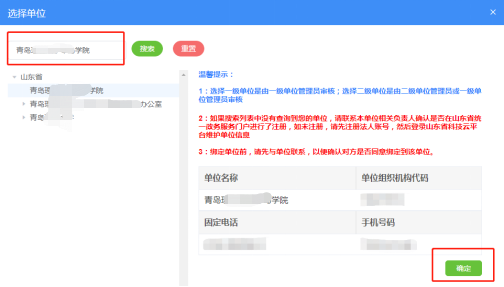 选择单位
×
青岛 学院
搜索
重置
山东省
青岛 学院
青岛 办公室
青岛
温馨提示：
1：选择一级单位是由一级单位管理员审核；选择二级单位是由二级单位管理员或一级单
位管理员审核
2：如果搜索列表中没有查询到您的单位，请联系本单位相关负责人确认是否在山东省统
一政务服务门户进行了注册，如未注册，请先注册法人账号，然后登录山东省科技云平
台维护单位信息
3：绑定单位前，请先与单位联系，以便确认对方是否同意绑定到该单位。
单位名称
单位组织机构代码
青岛 学院
固定电话
手机号码
确定